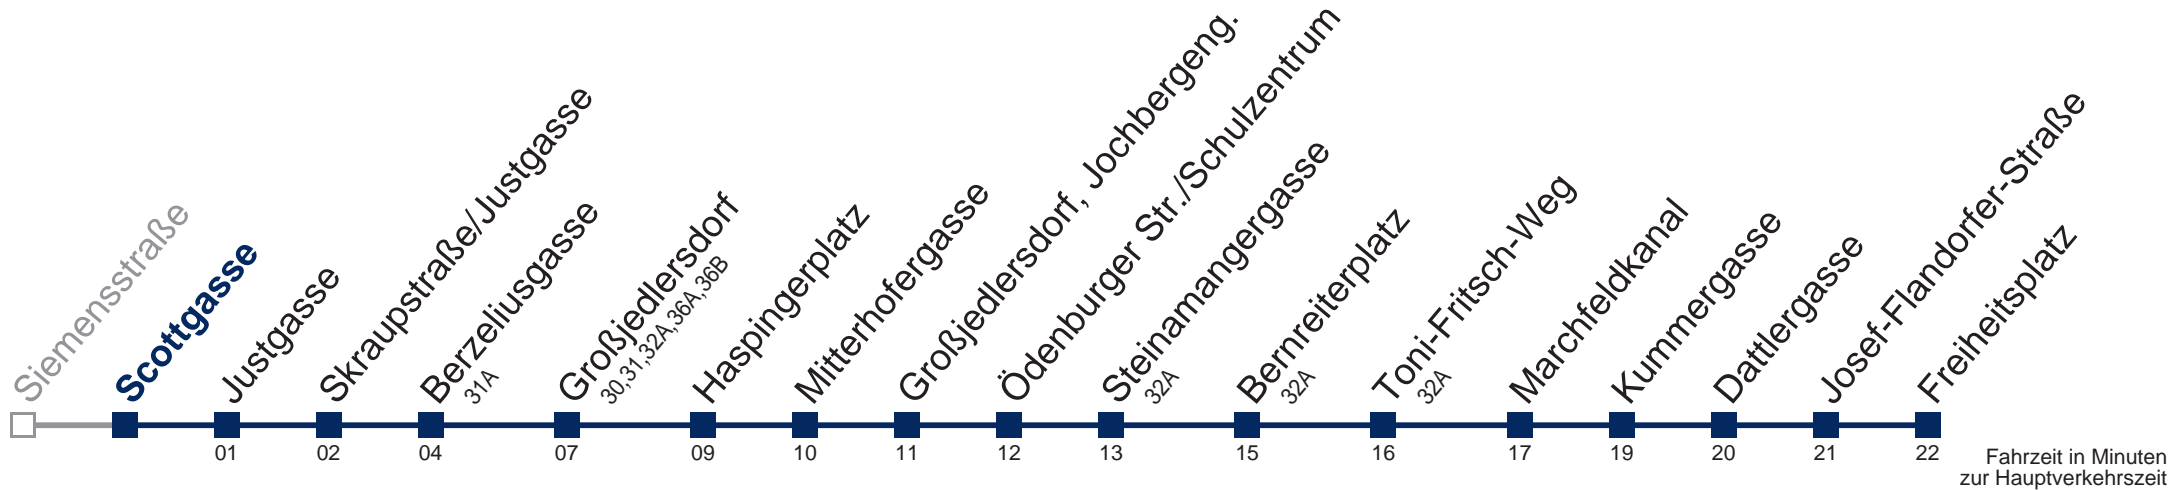 Siemensstraße
Scottgasse
Justgasse
01
Skraupstraße/Justgasse
02
Berzeliusgasse
31A
04
Großjedlersdorf
30,31,32A,36A,36B
07
Haspingerplatz
09
Mitterhofergasse
10
Großjedlersdorf, Jochbergeng.
11
Ödenburger Str./Schulzentrum
12
Steinamangergasse
32A
13
Bernreiterplatz
32A
15
Toni-Fritsch-Weg
32A
16
Marchfeldkanal
17
Kummergasse
19
Dattlergasse
20
Josef-Flandorfer-Straße
21
Freiheitsplatz
22
Fahrzeit in Minuten
zur Hauptverkehrszeit